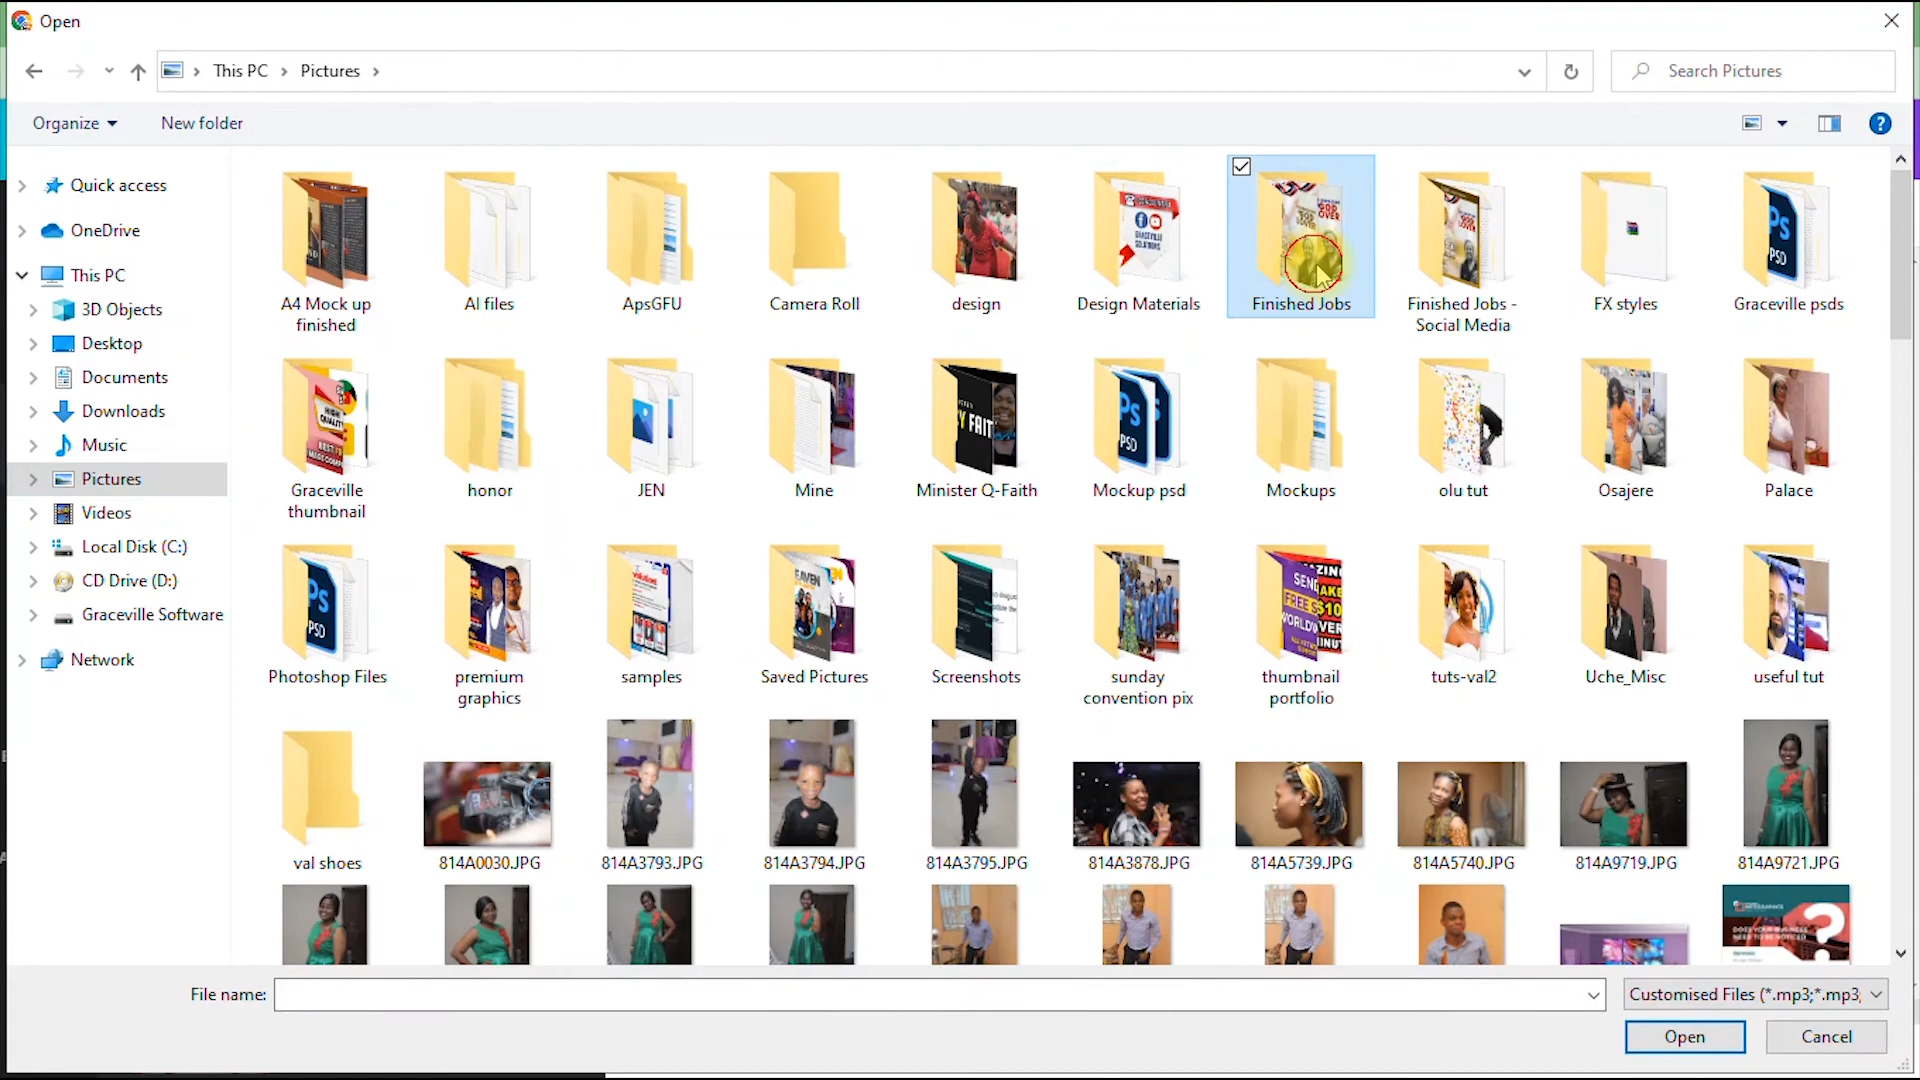 Open
This PC
Pictures
Search Pictures
Organize
New folder
Quick access
OneDrive
This PC
3D Objects
Desktop
Documents
Downloads
Music
Pictures
Videos
Local Disk (C:)
CD Drive (D:)
Graceville Software
Network
A4 Mock up
finished
AI files
ApsGFU
Camera Roll
design
Design Materials
Finished Jobs
Finished Jobs -
Social Media
FX styles
Graceville psds
Graceville
thumbnail
honor
JEN
Mine
Minister Q-Faith
Mockup psd
Mockups
olu tut
Osajere
Palace
Photoshop Files
premium
graphics
samples
Saved Pictures
Screenshots
sunday
convention pix
thumbnail
portfolio
tuts-val2
Uche_Misc
useful tut
val shoes
814A0030.JPG
814A3793.JPG
814A3794.JPG
814A3795.JPG
814A3878.JPG
814A5739.JPG
814A5740.JPG
814A9719.JPG
814A9721.JPG
File name:
Customised Files (*.mp3;*.mp3;
Open
Cancel